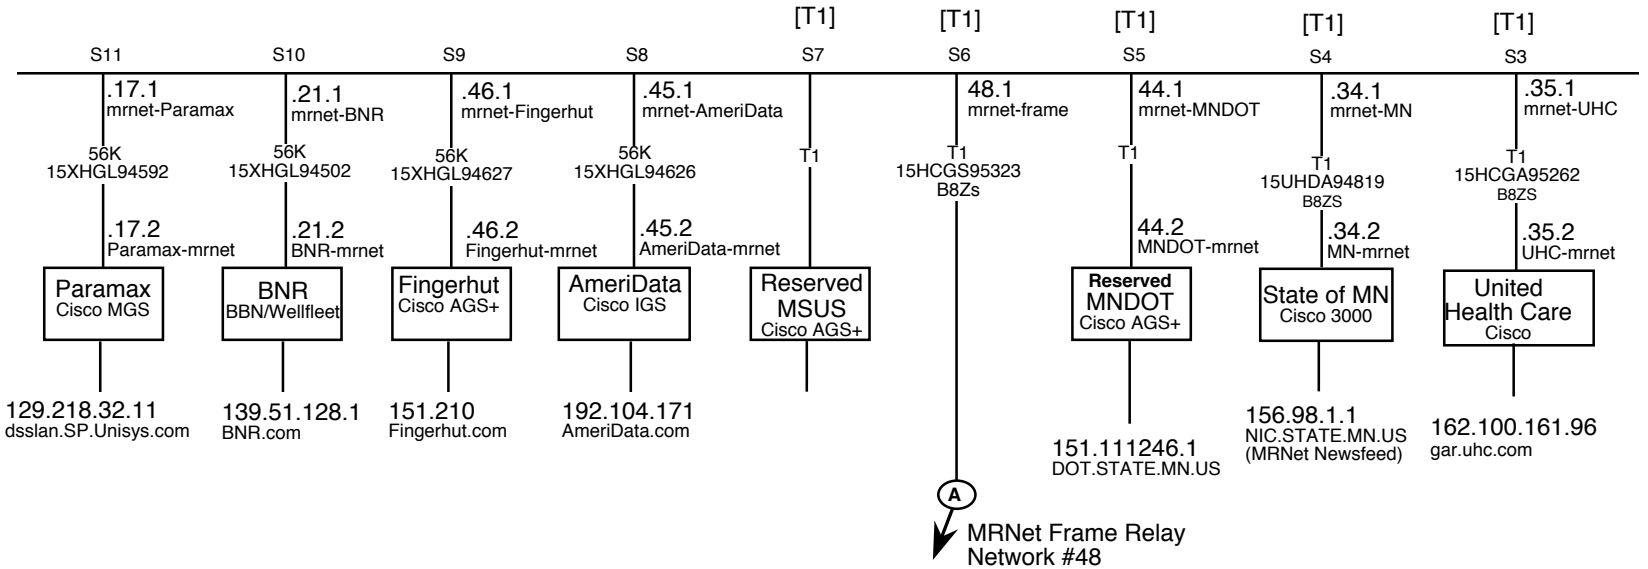 [T1] [T1] [T1] [T1] [T1]
S11 S10 S9 S8 S7 S6 S5 S4 S3
.17.1
mrnet-Paramax
56K
15XHGL94592
.17.2
Paramax-mrnet
Paramax
Cisco MGS
129.218.32.11
dsslan.SP.Unisys.com
.21.1
mrnet-BNR
56K
15XHGL94502
.21.2
BNR-mrnet
BNR
BBN/Wellfleet
139.51.128.1
BNR.com
.46.1
mrnet-Fingerhut
56K
15XHGL94627
.46.2
Fingerhut-mrnet
Fingerhut
Cisco AGS+
151.210
Fingerhut.com
.45.1
mrnet-AmeriData
56K
15XHGL94626
.45.2
AmeriData-mrnet
AmeriData
Cisco IGS
192.104.171
AmeriData.com
T1
Reserved
MSUS
Cisco AGS+
48.1
mrnet-frame
T1
15HCGS95323
B8Zs
A
MRNet Frame Relay
Network #48
44.1
mrnet-MNDOT
T1
44.2
MNDOT-mrnet
Reserved
MNDOT
Cisco AGS+
151.111246.1
DOT.STATE.MN.US
.34.1
mrnet-MN
T1
15UHDA94819
B8ZS
.34.2
MN-mrnet
State of MN
Cisco 3000
156.98.1.1
NIC.STATE.MN.US
(MRNet Newsfeed)
.35.1
mrnet-UHC
T1
15HCGA95262
B8ZS
.35.2
UHC-mrnet
United
Health Care
Cisco
162.100.161.96
gar.uhc.com